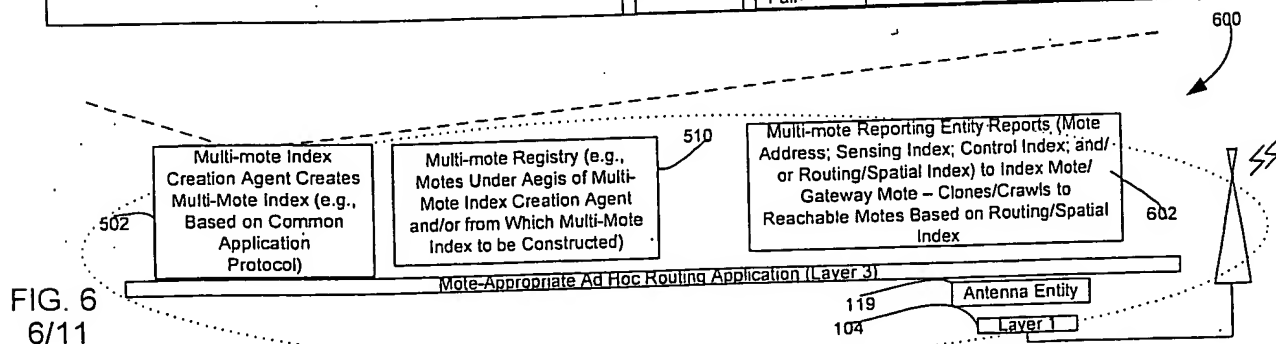 600
Multi-mote Index
Creation Agent Creates
Multi-Mote Index (e.g.,
Based on Common
Application
Protocol)
502
Multi-mote Registry (e.g.,
Motes Under Aegis of Multi-
Mote Index Creation Agent
and/or from Which Multi-Mote
Index to be Constructed)
510
Multi-mote Reporting Entity Reports (Mote
Address; Sensing Index; Control Index; and/
or Routing/Spatial Index) to Index Mote/
Gateway Mote – Clones/Crawls to
Reachable Motes Based on Routing/Spatial
Index
602
Mote-Appropriate Ad Hoc Routing Application (Layer 3)
119
Antenna Entity
104
Layer 1
FIG. 6
6/11